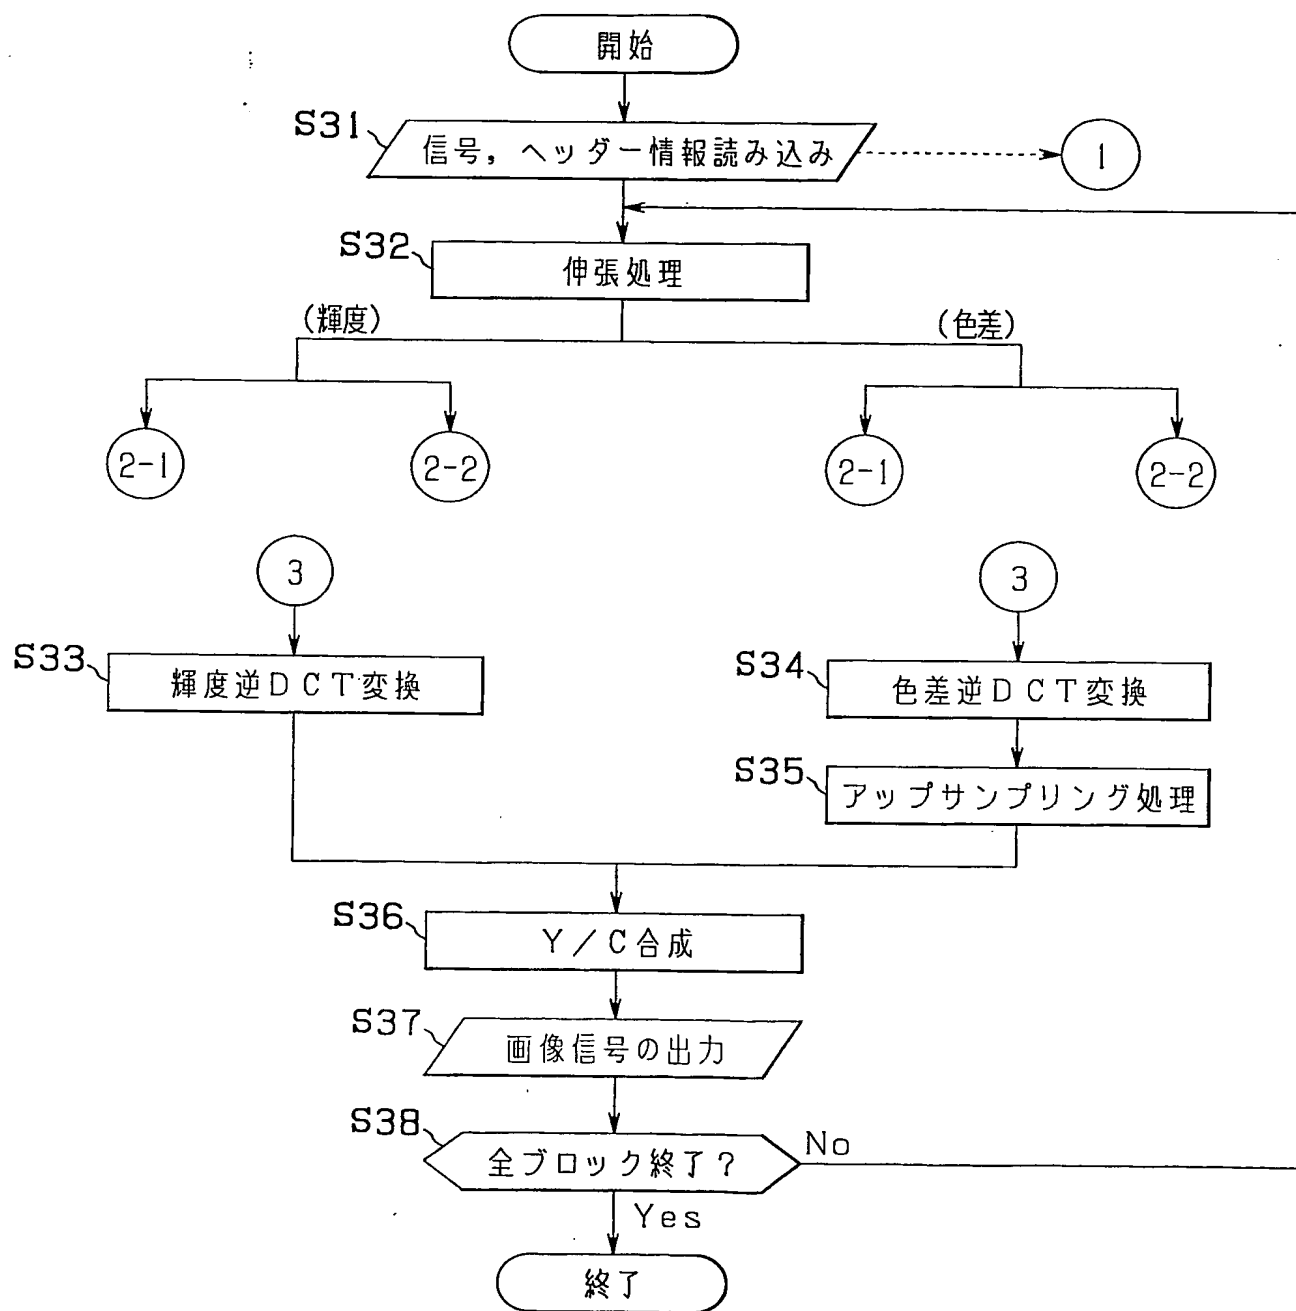 開始
S31
信号，ヘッダー情報読み込み
1
S32
伸張処理
(輝度)
(色差)
2-1
2-2
2-1
2-2
3
3
S33
輝度逆DCT変換
S34
色差逆DCT変換
S35
アップサンプリング処理
S36
Y／C合成
S37
画像信号の出力
S38
全ブロック終了？
No
Yes
終了